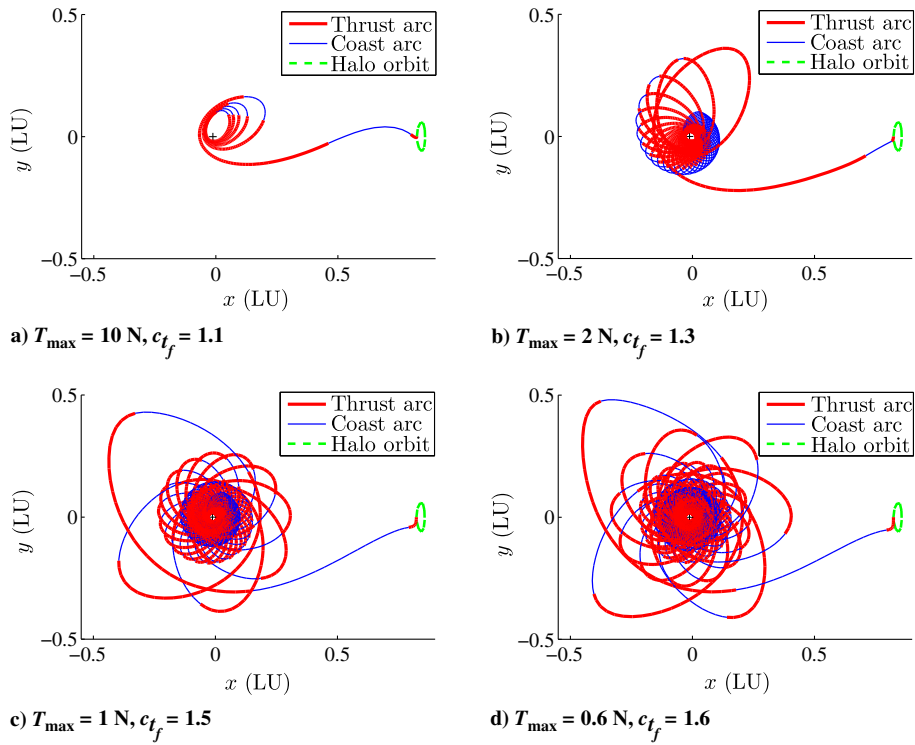 0.5
0
−0.5
−0.5
0
0.5
y (LU)
x (LU)
Thrust arc
Coast arc
Halo orbit
a) Tmax = 10 N, ctf = 1.1
0.5
0
−0.5
−0.5
0
0.5
y (LU)
x (LU)
Thrust arc
Coast arc
Halo orbit
b) Tmax = 2 N, ctf = 1.3
0.5
0
−0.5
−0.5
0
0.5
y (LU)
x (LU)
Thrust arc
Coast arc
Halo orbit
c) Tmax = 1 N, ctf = 1.5
0.5
0
−0.5
−0.5
0
0.5
y (LU)
x (LU)
Thrust arc
Coast arc
Halo orbit
d) Tmax = 0.6 N, ctf = 1.6